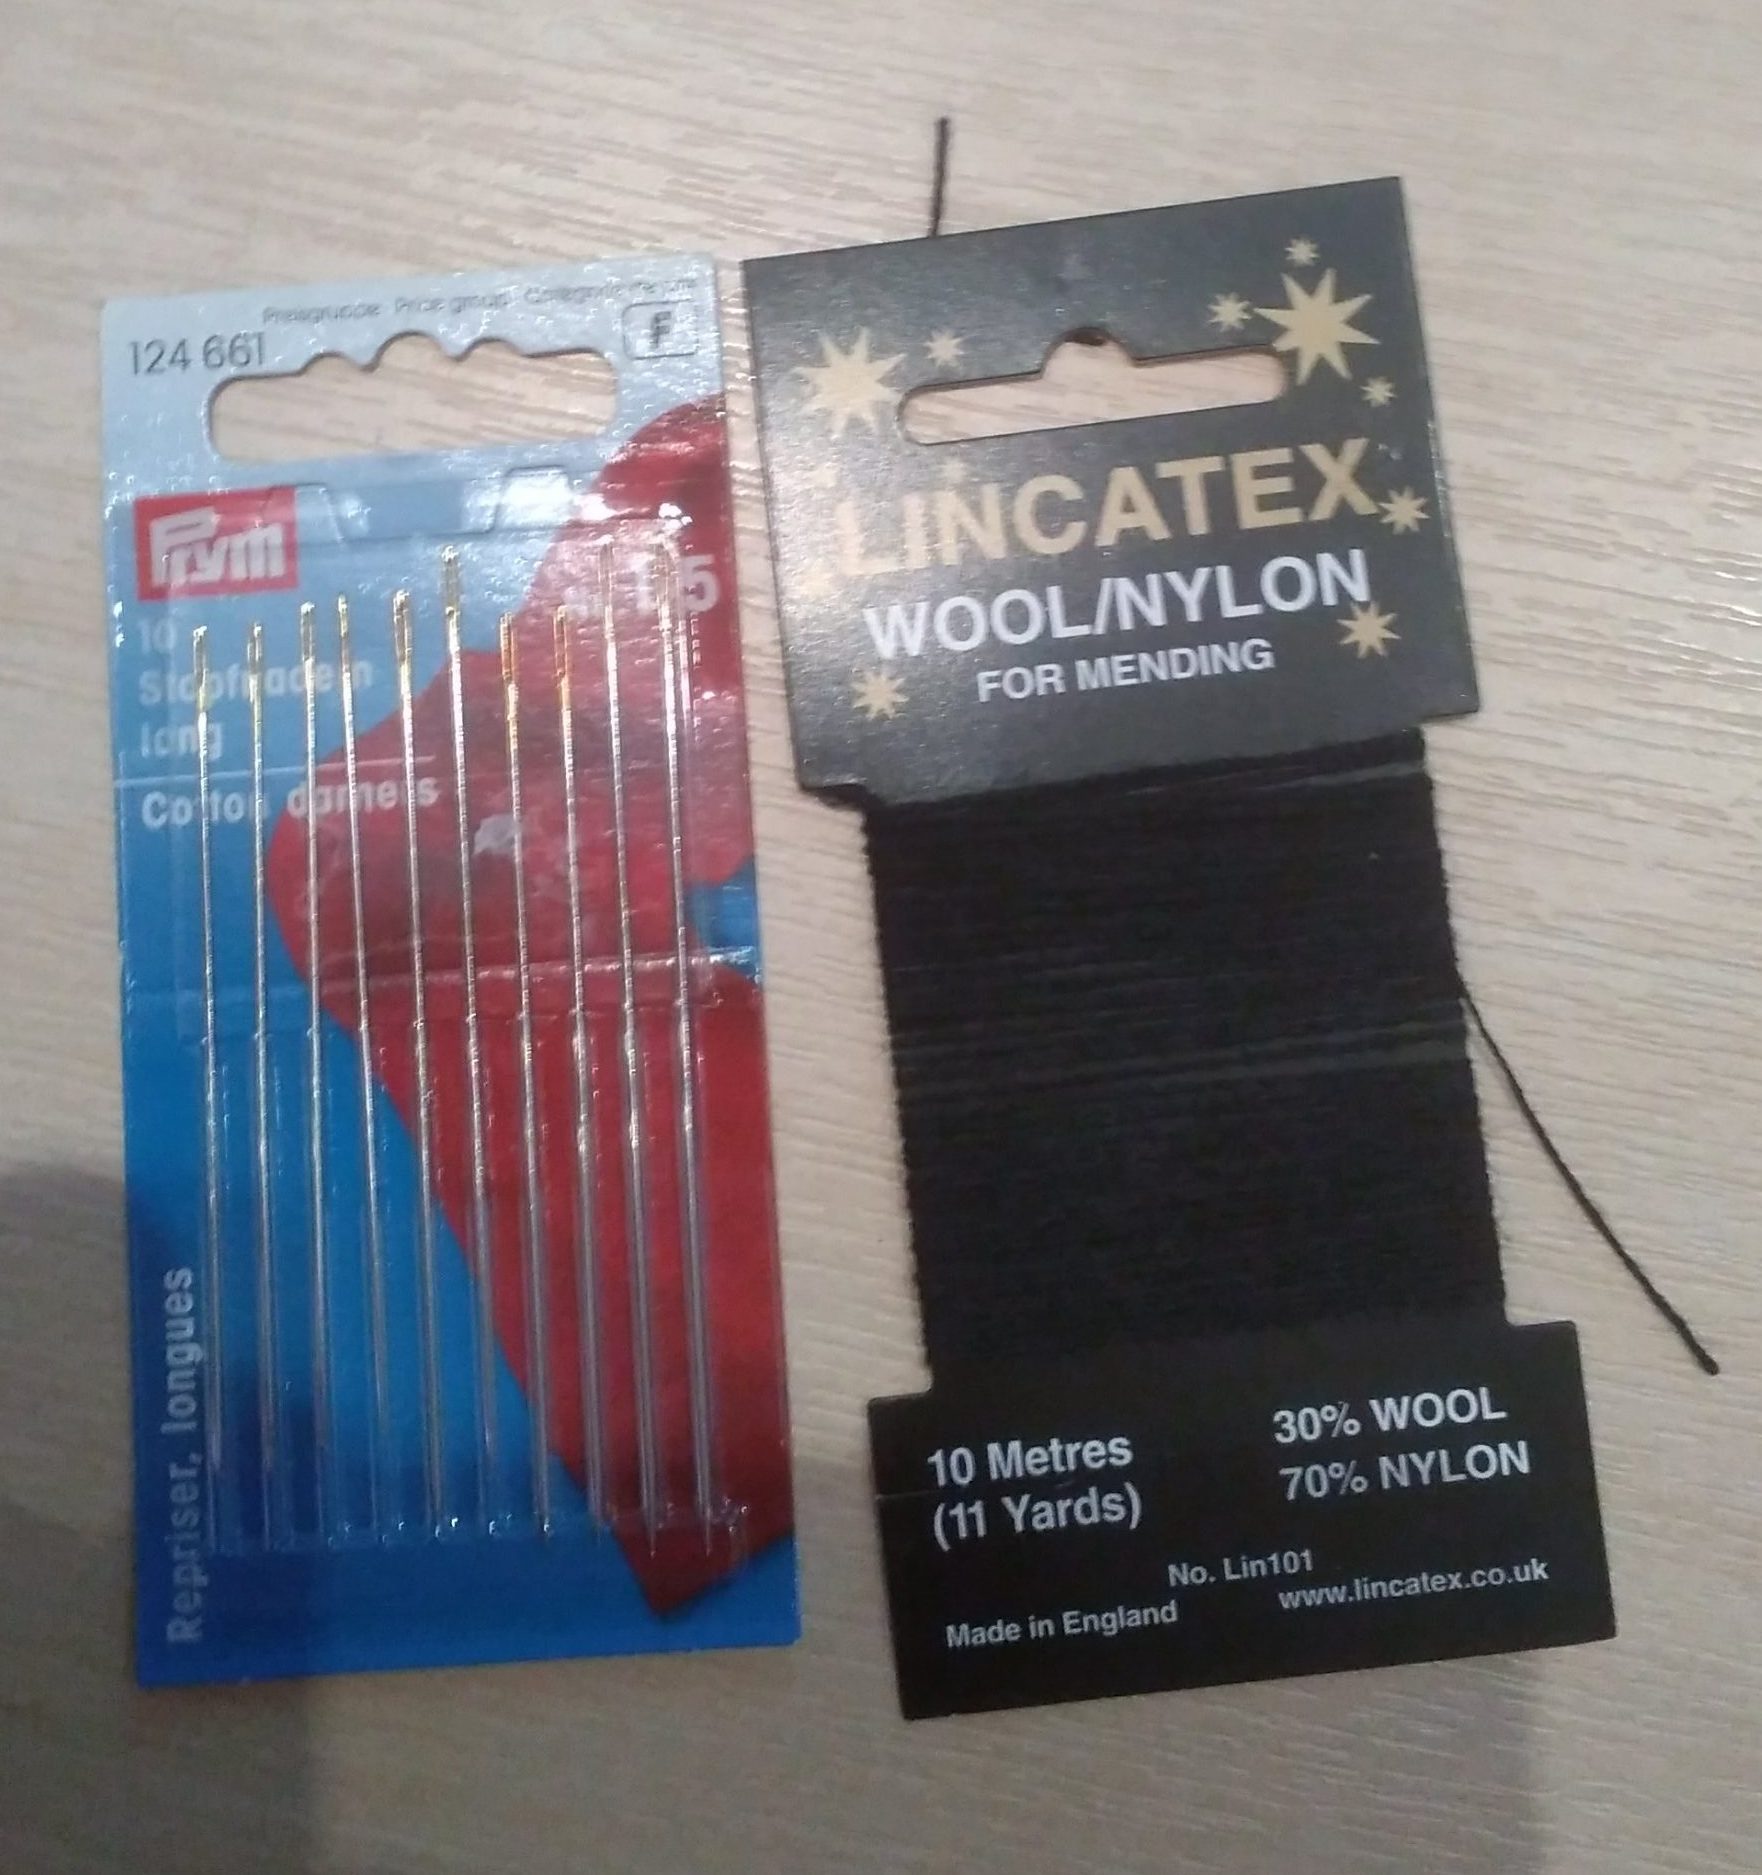 Preisgruppe Price group
124 661
F
Prym
10
Stopfnadeln
lang
Cotton darners
Repriser, longues
LINCATEX
WOOL/NYLON
FOR MENDING
10 Metres
(11 Yards)
30% WOOL
70% NYLON
No. Lin101
www.lincatex.co.uk
Made in England